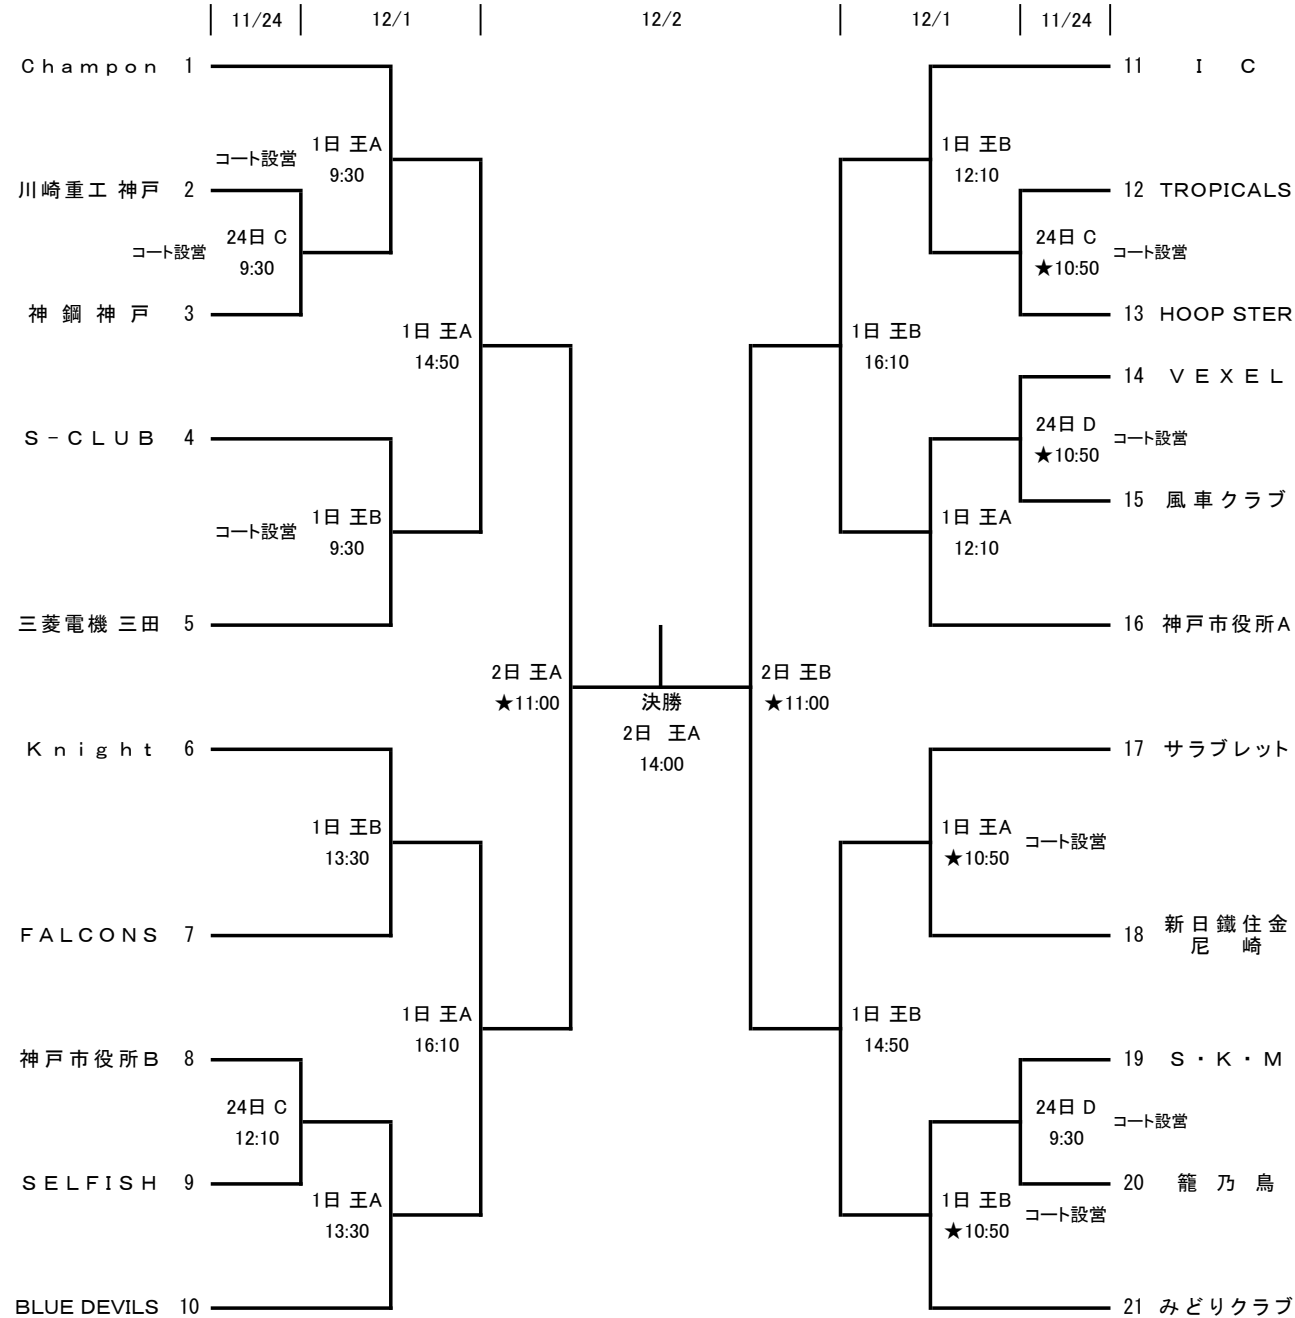 11/24 12/1 12/2 12/1 11/24
Champon 1
11 I C
コート設営 1日 王A
9:30
1日 王B
12:10
川崎重工 神戸 2
12 TROPICALS
コート設営 24日 C
9:30
24日 C コート設営
★10:50
神鋼神戸 3
13 HOOP STER
1日 王A
14:50
1日 王B
16:10
14 VEXEL
S-CLUB 4
24日 D コート設営
★10:50
コート設営 1日 王B
9:30
15 風車クラブ
1日 王A
12:10
三菱電機 三田 5
16 神戸市役所A
2日 王A
★11:00
決勝
2日 王A
14:00
2日 王B
★11:00
Knight 6
17 サラブレット
1日 王B
13:30
1日 王A コート設営
★10:50
FALCONS 7
18 新日鐵住金
尼崎
1日 王A
16:10
1日 王B
14:50
神戸市役所B 8
19 S・K・M
24日 C
12:10
24日 D コート設営
9:30
SELFISH 9
20 籠乃鳥
1日 王A
13:30
1日 王B コート設営
★10:50
BLUE DEVILS 10
21 みどりクラブ